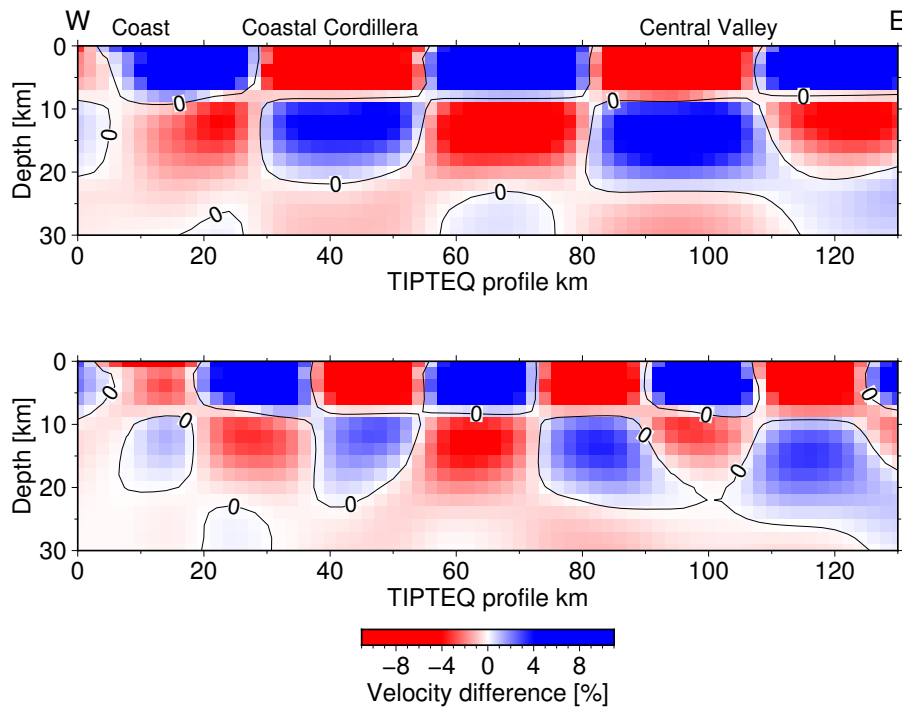 W Coast Coastal Cordillera Central Valley E
0
10
20
30
Depth [km]
0 0 0 0 0 0 0
0 20 40 60 80 100 120
TIPTEQ profile km
0
10
20
30
Depth [km]
0 0 0 0 0 0 0 0 0
0 20 40 60 80 100 120
TIPTEQ profile km
−8 −4 0 4 8
Velocity difference [%]